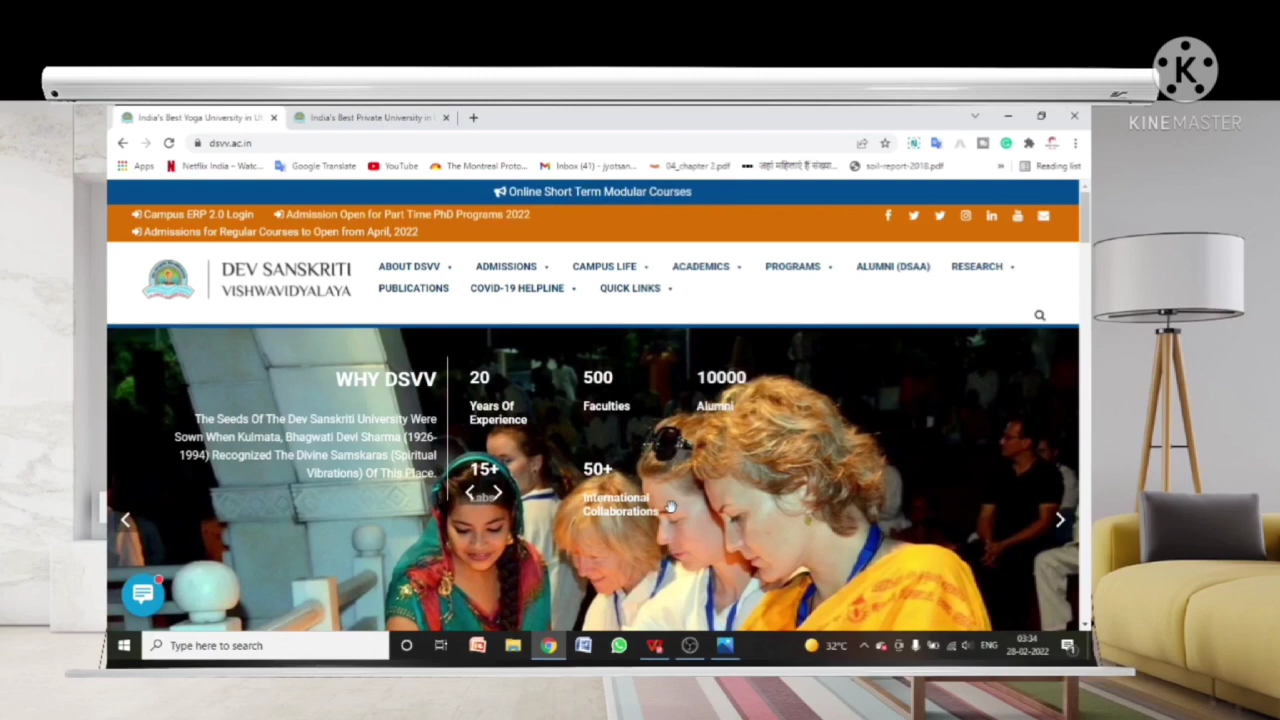 K
KINEMASTER
India's Best Yoga University in Ut
India's Best Private University in
dsvv.ac.in
Apps
Netflix India – Watc...
Google Translate
YouTube
The Montreal Proto...
Inbox (41) - jyotsan...
04_chapter 2.pdf
जहां महिलाएं हैं संख्या...
soil-report-2018.pdf
»
Reading list
Online Short Term Modular Courses
Campus ERP 2.0 Login
Admission Open for Part Time PhD Programs 2022
Admissions for Regular Courses to Open from April, 2022
DEV SANSKRITI
VISHWAVIDYALAYA
ABOUT DSVV
ADMISSIONS
CAMPUS LIFE
ACADEMICS
PROGRAMS
ALUMNI (DSAA)
RESEARCH
PUBLICATIONS
COVID-19 HELPLINE
QUICK LINKS
WHY DSVV
The Seeds Of The Dev Sanskriti University Were
Sown When Kulmata, Bhagwati Devi Sharma (1926-
1994) Recognized The Divine Samskaras (Spiritual
Vibrations) Of This Place.
20
Years Of
Experience
500
Faculties
10000
Alumni
15+
Labs
50+
International
Collaborations
Type here to search
32°C
ENG
03:34
28-02-2022